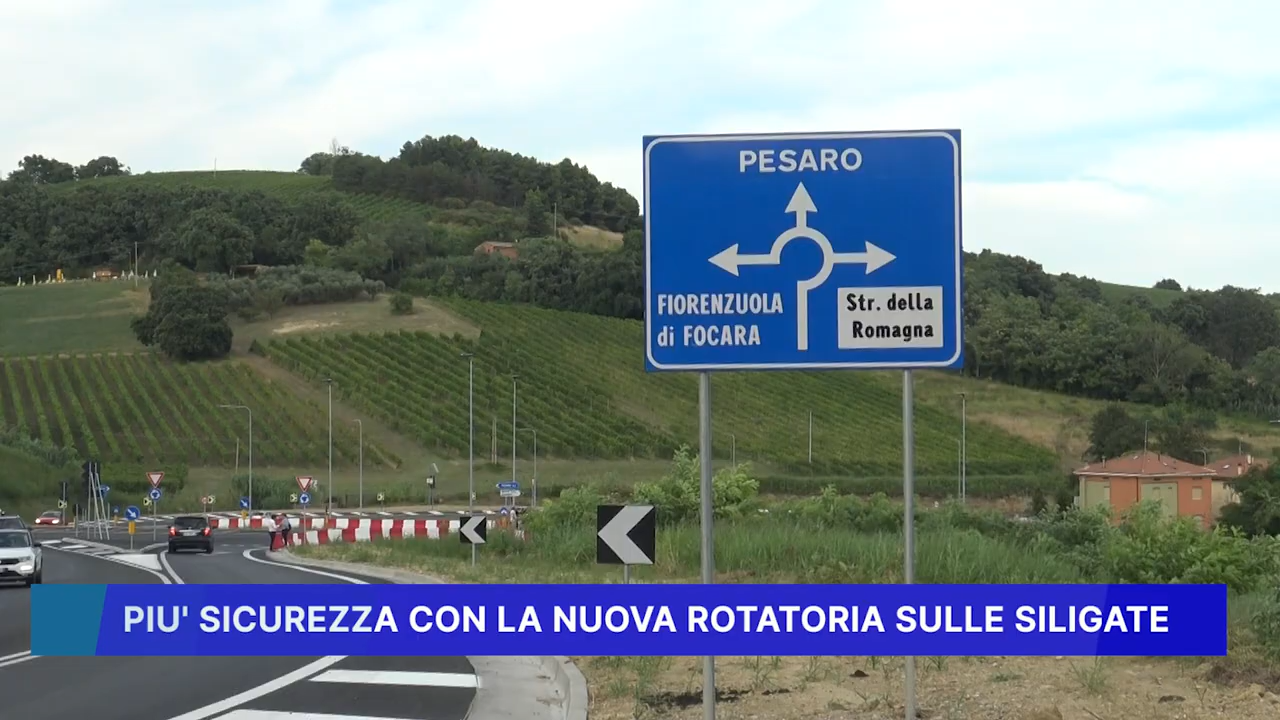 PESARO
FIORENZUOLA
di FOCARA
Str. della
Romagna
PIU' SICUREZZA CON LA NUOVA ROTATORIA SULLE SILIGATE